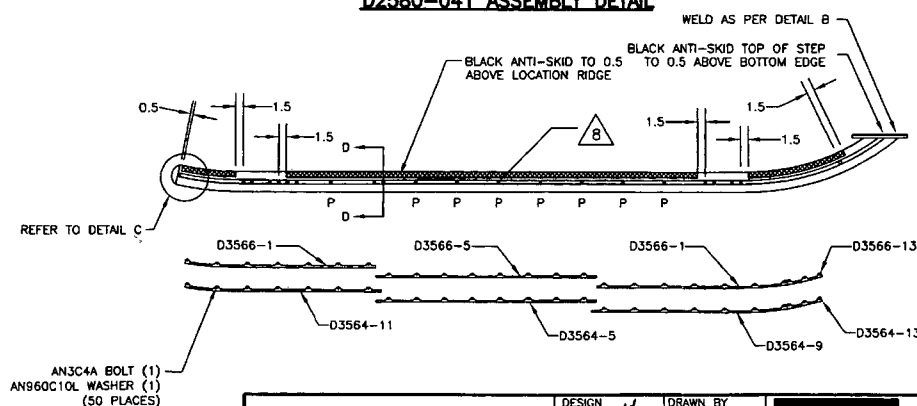 D2580-041 ASSEMBLY DETAIL
WELD AS PER DETAIL B
BLACK ANTI-SKID TO 0.5
ABOVE LOCATION RIDGE
BLACK ANTI-SKID TOP OF STEP
TO 0.5 ABOVE BOTTOM EDGE
0.5
1.5
1.5
D
8
1.5
1.5
1.5
P
D
P P P P P P P
REFER TO DETAIL C
D3566-1
D3566-5
D3566-1
D3566-13
D3564-11
D3564-5
D3564-9
D3564-13
AN3C4A BOLT (1)
AN960C10L WASHER (1)
(50 PLACES)
DESIGN
DRAWN BY